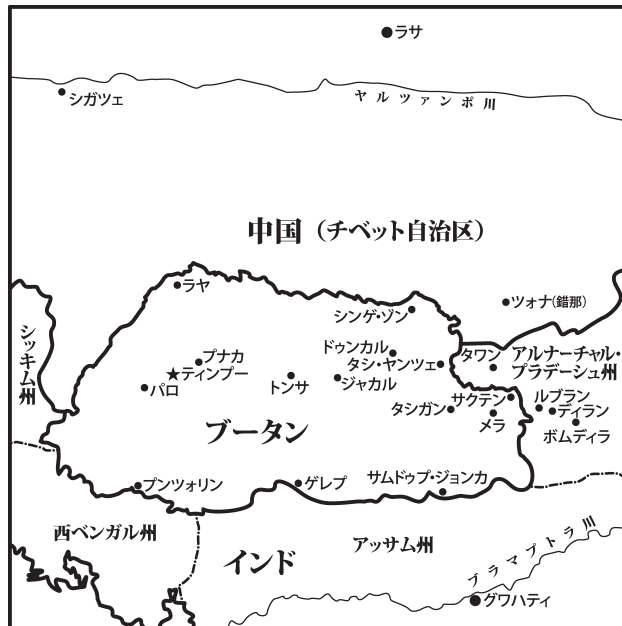 ラサ
シガツェ
ヤルツァンポ川
中国（チベット自治区）
ラヤ
シンゲ・ゾン
ツォナ(錯那)
シッキム州
ドゥンカル
タワン
アルナーチャル・
プラデーシュ州
プナカ
タシ・ヤンツェ
★ティンプー
トンサ
ジャカル
パロ
サクテン
ルブラン
タシガン
ディラン
メラ
ブータン
ボムディラ
プンツォリン
ゲレプ
サムドゥプ・ジョンカ
西ベンガル州
インド
アッサム州
ブラマプトラ川
グワハティ